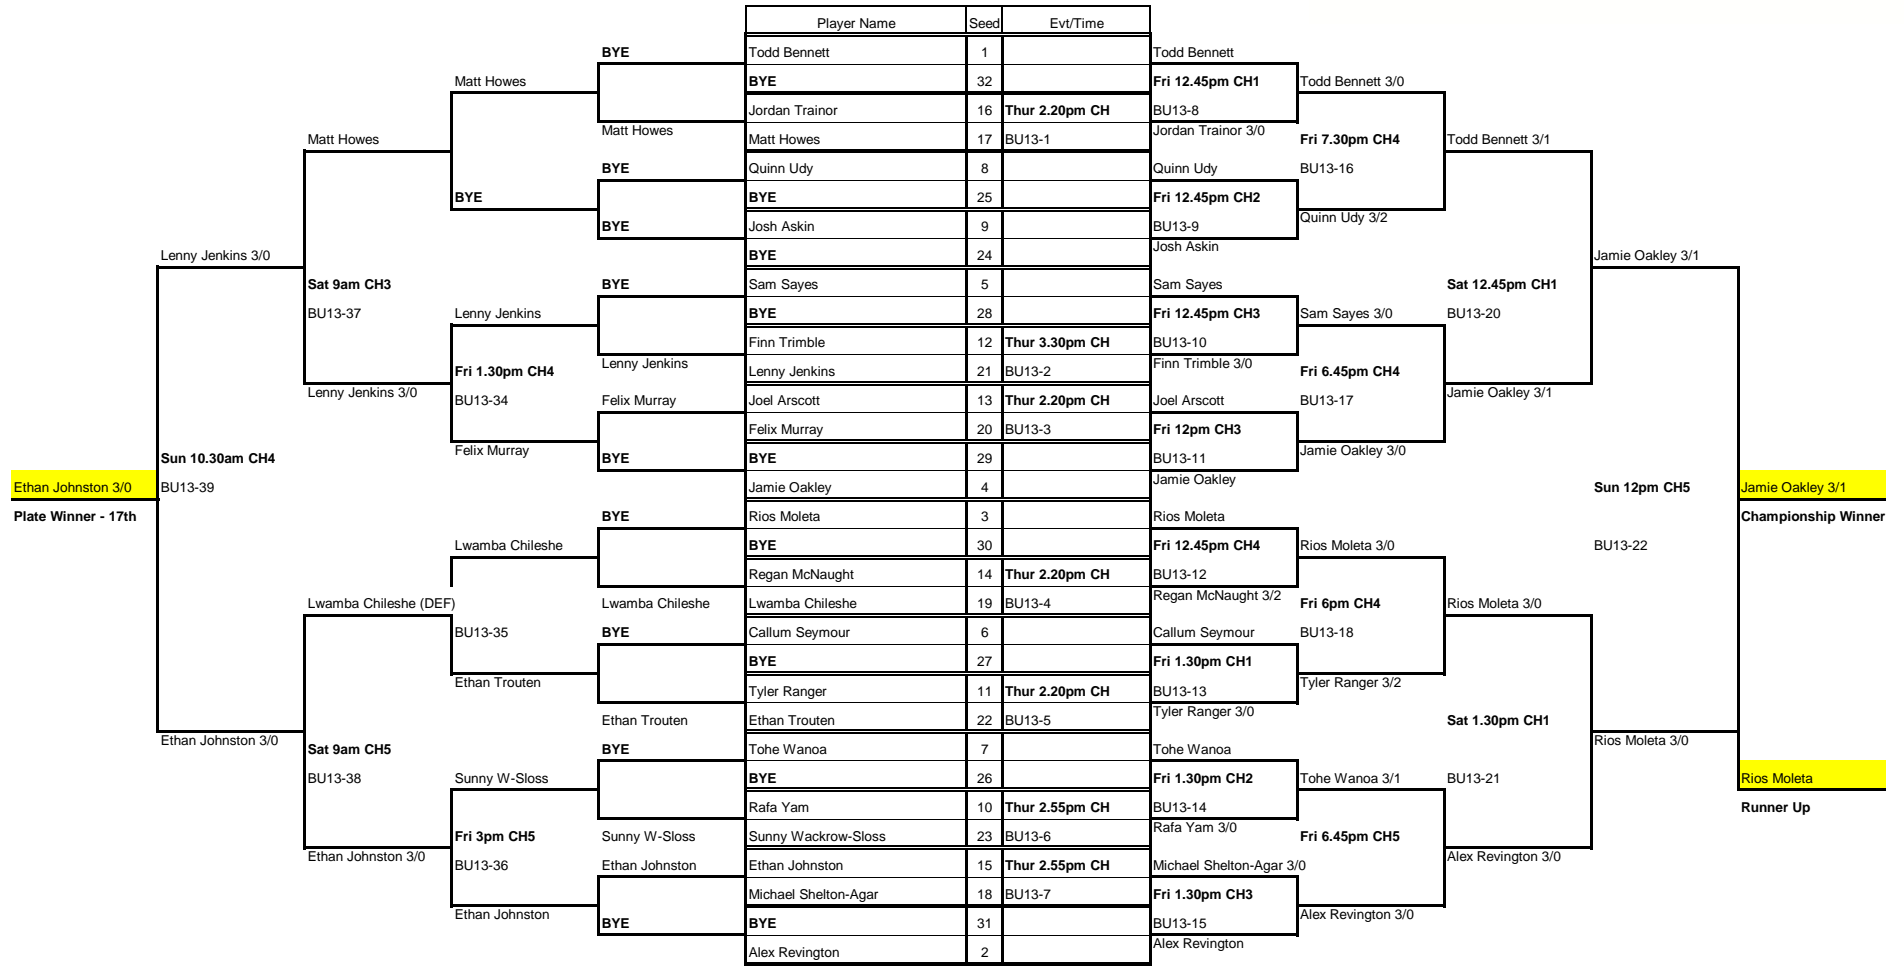 Player Name Seed Evt/Time
BYE Todd Bennett 1 Todd Bennett
Matt Howes BYE 32 Fri 12.45pm CH1 Todd Bennett 3/0
Jordan Trainor 16 Thur 2.20pm CH BU13-8
Matt Howes Matt Howes Matt Howes 17 BU13-1 Jordan Trainor 3/0 Fri 7.30pm CH4 Todd Bennett 3/1
BYE Quinn Udy 8 Quinn Udy BU13-16
BYE BYE 25 Fri 12.45pm CH2
BYE Josh Askin 9 BU13-9 Quinn Udy 3/2
Lenny Jenkins 3/0 BYE 24 Josh Askin Jamie Oakley 3/1
Sat 9am CH3 BYE Sam Sayes 5 Sam Sayes Sat 12.45pm CH1
BU13-37 Lenny Jenkins BYE 28 Fri 12.45pm CH3 Sam Sayes 3/0 BU13-20
Finn Trimble 12 Thur 3.30pm CH BU13-10
Fri 1.30pm CH4 Lenny Jenkins Lenny Jenkins 21 BU13-2 Finn Trimble 3/0 Fri 6.45pm CH4
Lenny Jenkins 3/0 BU13-34 Felix Murray Joel Arscott 13 Thur 2.20pm CH Joel Arscott BU13-17 Jamie Oakley 3/1
Felix Murray 20 BU13-3 Fri 12pm CH3
Sun 10.30am CH4 Felix Murray BYE BYE 29 BU13-11 Jamie Oakley 3/0
Ethan Johnston 3/0 BU13-39 Jamie Oakley 4 Jamie Oakley Sun 12pm CH5 Jamie Oakley 3/1
Plate Winner - 17th BYE Rios Moleta 3 Rios Moleta Championship Winner
Lwamba Chileshe BYE 30 Fri 12.45pm CH4 Rios Moleta 3/0 BU13-22
Regan McNaught 14 Thur 2.20pm CH BU13-12
Lwamba Chileshe (DEF) Lwamba Chileshe Lwamba Chileshe 19 BU13-4 Regan McNaught 3/2 Fri 6pm CH4 Rios Moleta 3/0
BU13-35 BYE Callum Seymour 6 Callum Seymour BU13-18
BYE 27 Fri 1.30pm CH1
Ethan Trouten Tyler Ranger 11 Thur 2.20pm CH BU13-13 Tyler Ranger 3/2
Ethan Trouten Ethan Trouten 22 BU13-5 Tyler Ranger 3/0 Sat 1.30pm CH1
Ethan Johnston 3/0 Sat 9am CH5 BYE Tohe Wanoa 7 Tohe Wanoa Rios Moleta 3/0
BU13-38 Sunny W-Sloss BYE 26 Fri 1.30pm CH2 Tohe Wanoa 3/1 BU13-21 Rios Moleta
Rafa Yam 10 Thur 2.55pm CH BU13-14 Runner Up
Fri 3pm CH5 Sunny W-Sloss Sunny Wackrow-Sloss 23 BU13-6 Rafa Yam 3/0 Fri 6.45pm CH5
Ethan Johnston 3/0 BU13-36 Ethan Johnston Ethan Johnston 15 Thur 2.55pm CH Michael Shelton-Agar 3/0 Alex Revington 3/0
Michael Shelton-Agar 18 BU13-7 Fri 1.30pm CH3
Ethan Johnston BYE BYE 31 BU13-15 Alex Revington 3/0
Alex Revington 2 Alex Revington